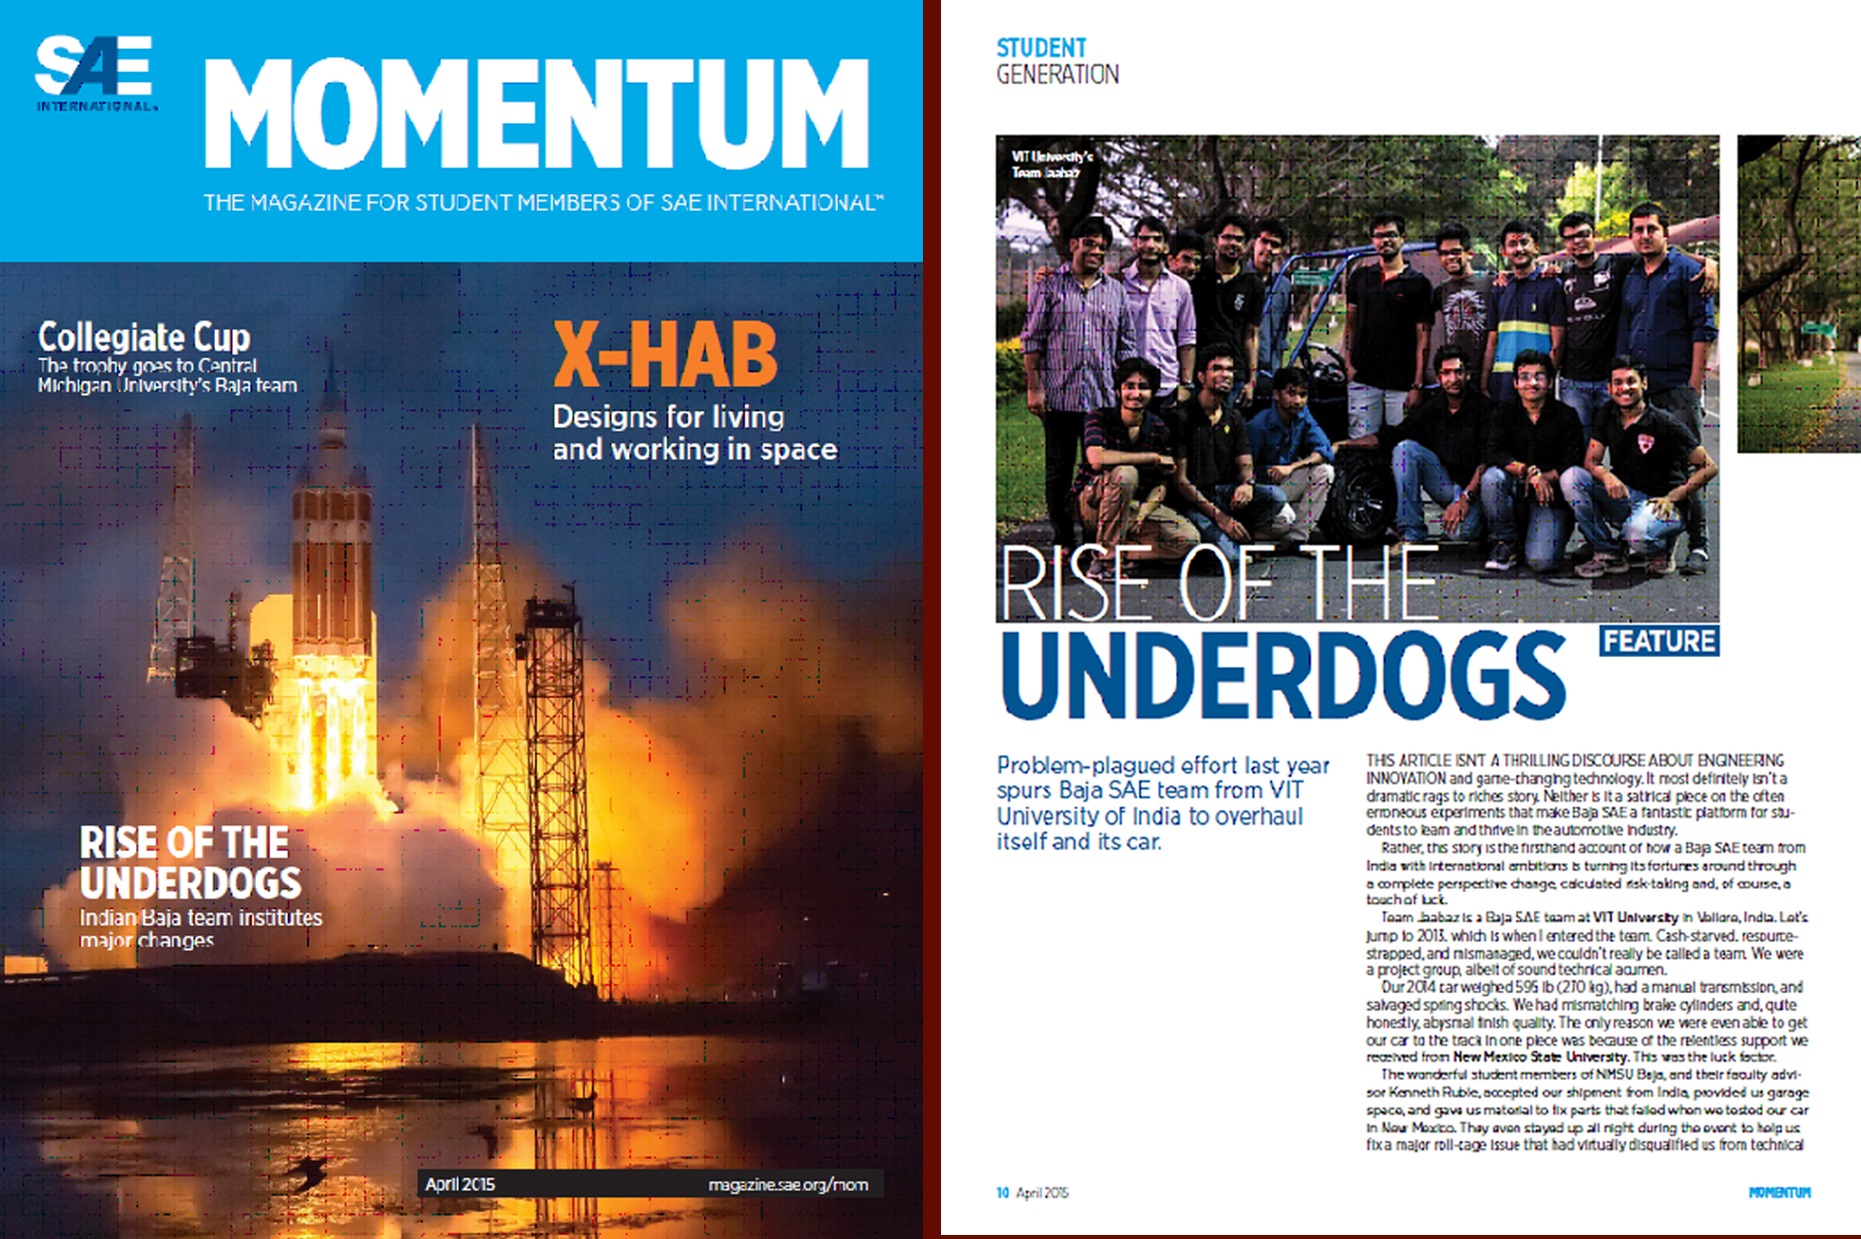 SAE
INTERNATIONAL®
MOMENTUM
THE MAGAZINE FOR STUDENT MEMBERS OF SAE INTERNATIONAL™
Collegiate Cup
The trophy goes to Central
Michigan University's Baja team
X-HAB
Designs for living
and working in space
RISE OF THE
UNDERDOGS
Indian Baja team institutes
major changes
April 2015
magazine.sae.org/mom
STUDENT
GENERATION
VIT University's
Team Jaabaz
RISE OF THE
UNDERDOGS
FEATURE
Problem-plagued effort last year
spurs Baja SAE team from VIT
University of India to overhaul
itself and its car.
THIS ARTICLE ISN'T A THRILLING DISCOURSE ABOUT ENGINEERING
INNOVATION and game-changing technology. It most definitely isn't a
dramatic rags to riches story. Neither is it a satirical piece on the often
erroneous experiments that make Baja SAE a fantastic platform for stu-
dents to learn and thrive in the automotive industry.
Rather, this story is the firsthand account of how a Baja SAE team from
India with international ambitions is turning its fortunes around through
a complete perspective change, calculated risk-taking and, of course, a
touch of luck.
Team Jaabaz is a Baja SAE team at VIT University in Vellore, India. Let's
jump to 2013, which is when I entered the team. Cash-starved, resource-
strapped, and mismanaged, we couldn't really be called a team. We were
a project group, albeit of sound technical acumen.
Our 2014 car weighed 595 lb (270 kg), had a manual transmission, and
salvaged spring shocks. We had mismatching brake cylinders and, quite
honestly, abysmal finish quality. The only reason we were even able to get
our car to the track in one piece was because of the relentless support we
received from New Mexico State University. This was the luck factor.
The wonderful student members of NMSU Baja, and their faculty advi-
sor Kenneth Ruble, accepted our shipment from India, provided us garage
space, and gave us material to fix parts that failed when we tested our car
in New Mexico. They even stayed up all night during the event to help us
fix a major roll-cage issue that had virtually disqualified us from technical
10 April 2015
MOMENTUM